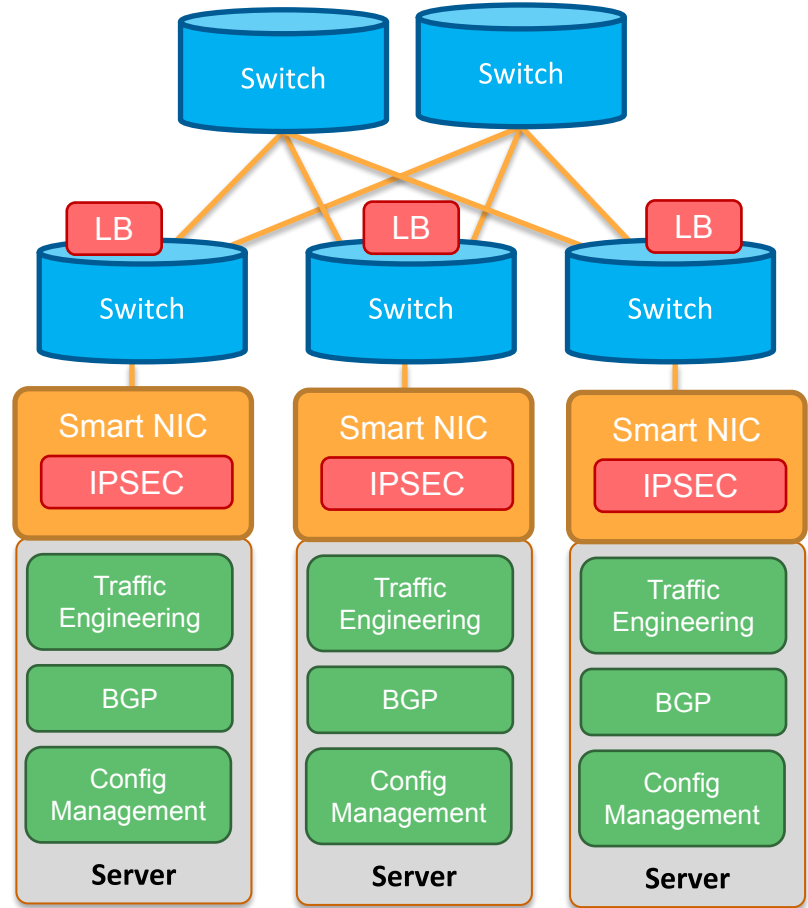 Switch
Switch
LB
LB
LB
Switch
Switch
Switch
Smart NIC
Smart NIC
Smart NIC
IPSEC
IPSEC
IPSEC
Traffic
Engineering
Traffic
Engineering
Traffic
Engineering
BGP
BGP
BGP
Config
Management
Config
Management
Config
Management
Server
Server
Server